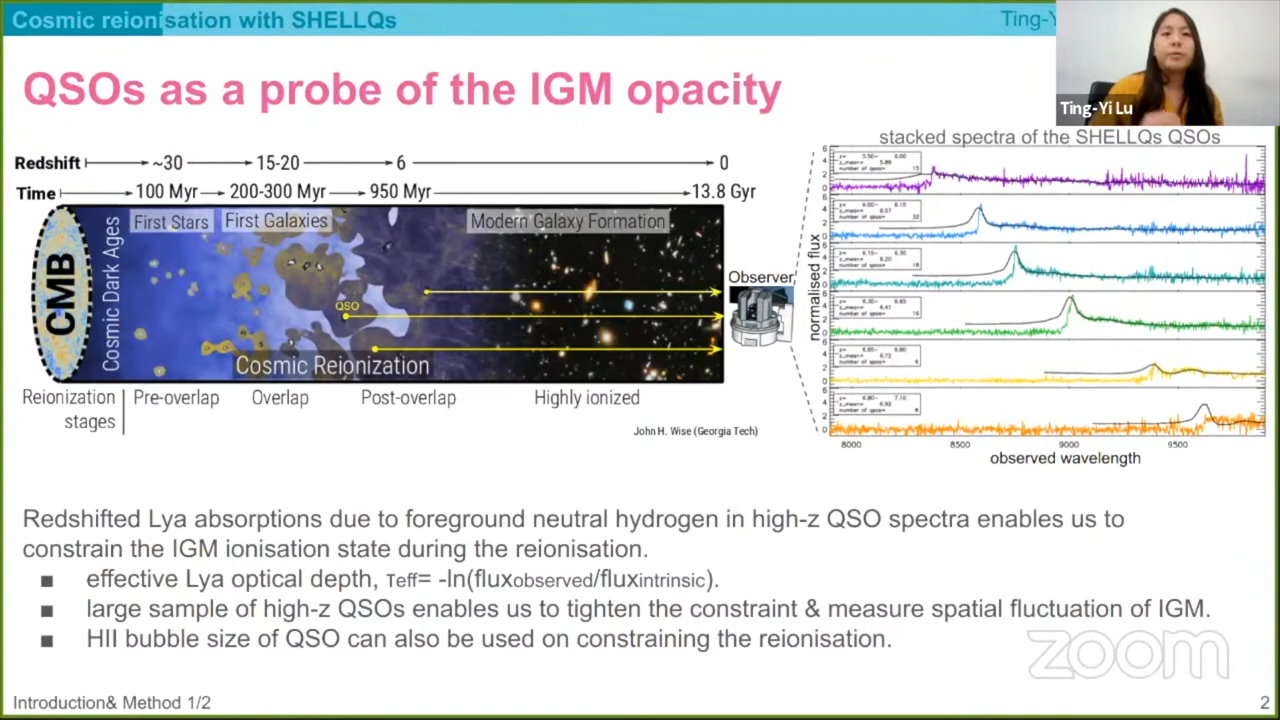 Cosmic reionisation with SHELLQs
Ting-Y
QSOs as a probe of the IGM opacity
Ting-Yi Lu
Redshift ~30 15-20 6 0
Time 100 Myr 200-300 Myr 950 Myr 13.8 Gyr
CMB
Cosmic Dark Ages
First Stars
First Galaxies
Modern Galaxy Formation
QSO
Cosmic Reionization
Observer
Reionization stages
Pre-overlap
Overlap
Post-overlap
Highly ionized
John H. Wise (Georgia Tech)
stacked spectra of the SHELLQs QSOs
normalised flux
8000 8500 9000 9500
observed wavelength
Redshifted Lya absorptions due to foreground neutral hydrogen in high-z QSO spectra enables us to
constrain the IGM ionisation state during the reionisation.
■ effective Lya optical depth, τeff= -ln(fluxobserved/fluxintrinsic).
■ large sample of high-z QSOs enables us to tighten the constraint & measure spatial fluctuation of IGM.
■ HII bubble size of QSO can also be used on constraining the reionisation.
zoom
Introduction& Method 1/2
2